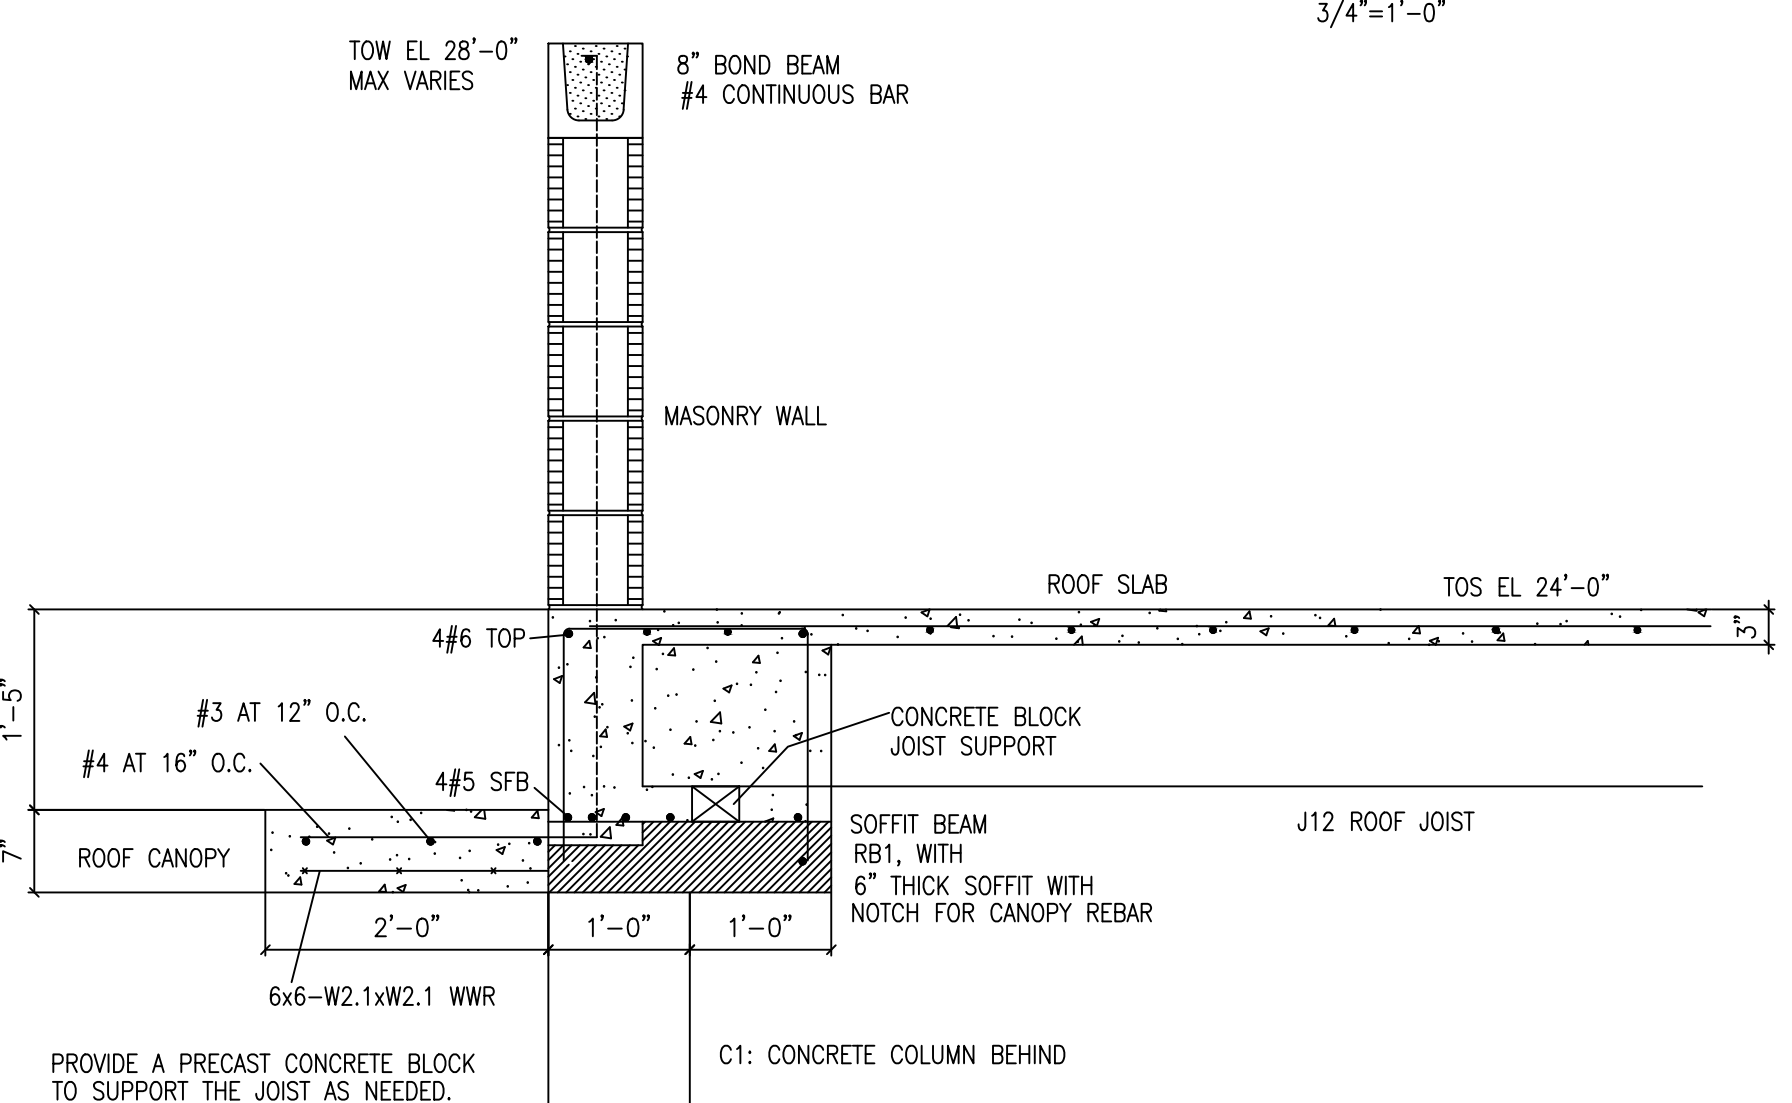 3/4"=1'-0"
TOW EL 28'-0"
MAX VARIES
8" BOND BEAM
#4 CONTINUOUS BAR
MASONRY WALL
ROOF SLAB
TOS EL 24'-0"
3"
4#6 TOP
1'-5"
#3 AT 12" O.C.
#4 AT 16" O.C.
4#5 SFB
CONCRETE BLOCK
JOIST SUPPORT
J12 ROOF JOIST
7"
ROOF CANOPY
SOFFIT BEAM
RB1, WITH
6" THICK SOFFIT WITH
NOTCH FOR CANOPY REBAR
2'-0"
1'-0"
1'-0"
6x6-W2.1xW2.1 WWR
C1: CONCRETE COLUMN BEHIND
PROVIDE A PRECAST CONCRETE BLOCK
TO SUPPORT THE JOIST AS NEEDED.